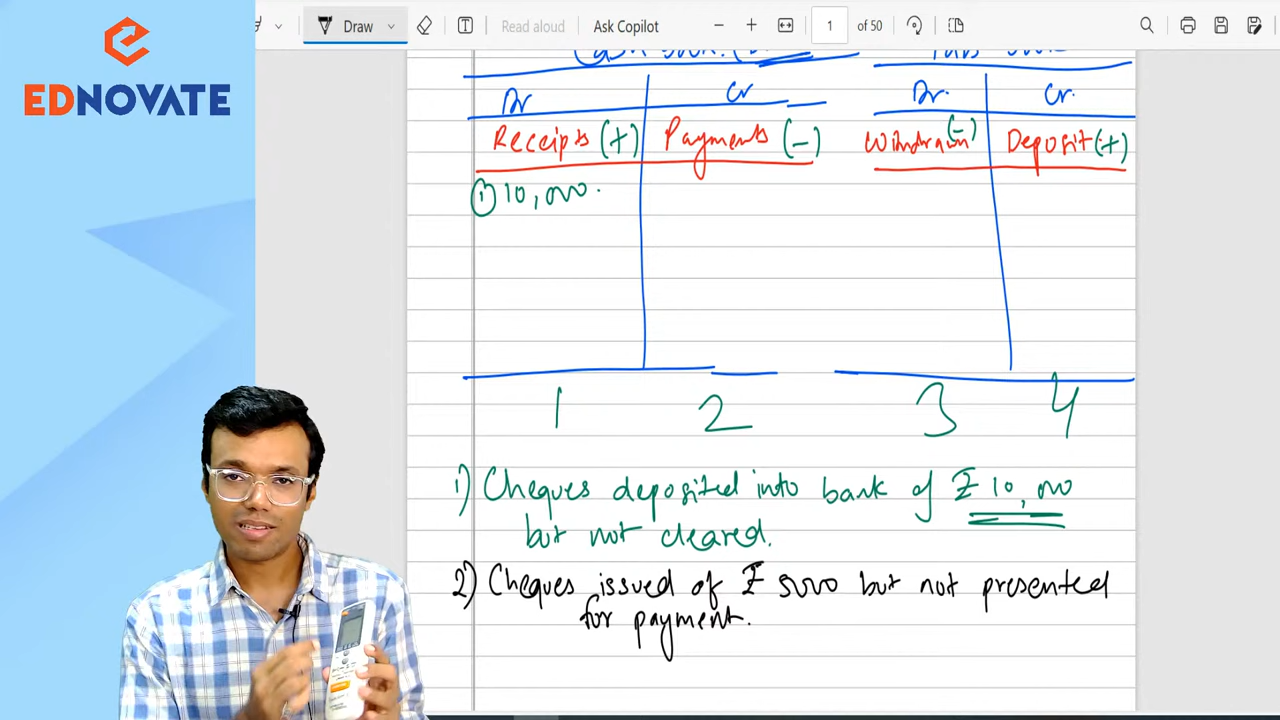 Draw
Read aloud
Ask Copilot
1 of 50
EDNOVATE
Dr Cr Dr. Cr.
Receipts (+) Payments (-) Withdrawn (-) Deposit (+)
① 10,000.
1 2 3 4
1) Cheques deposited into bank of ₹ 10,000
but not cleared.
2) Cheques issued of ₹ 5000 but not presented
for payment.